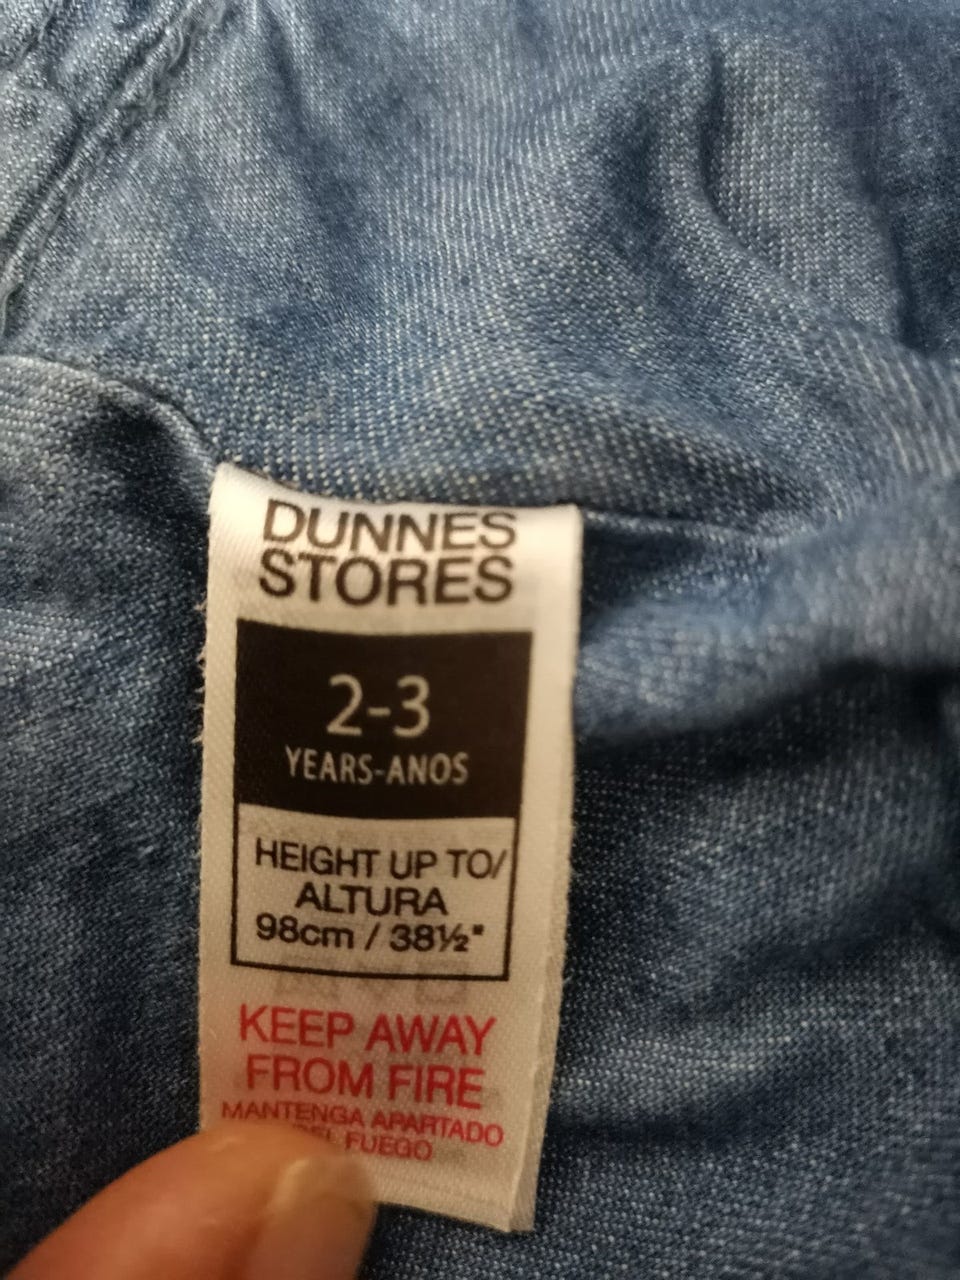 DUNNES
STORES
2-3
YEARS-ANOS
HEIGHT UP TO/
ALTURA
98cm / 38½"
KEEP AWAY
FROM FIRE
MANTENGA APARTADO
FUEGO